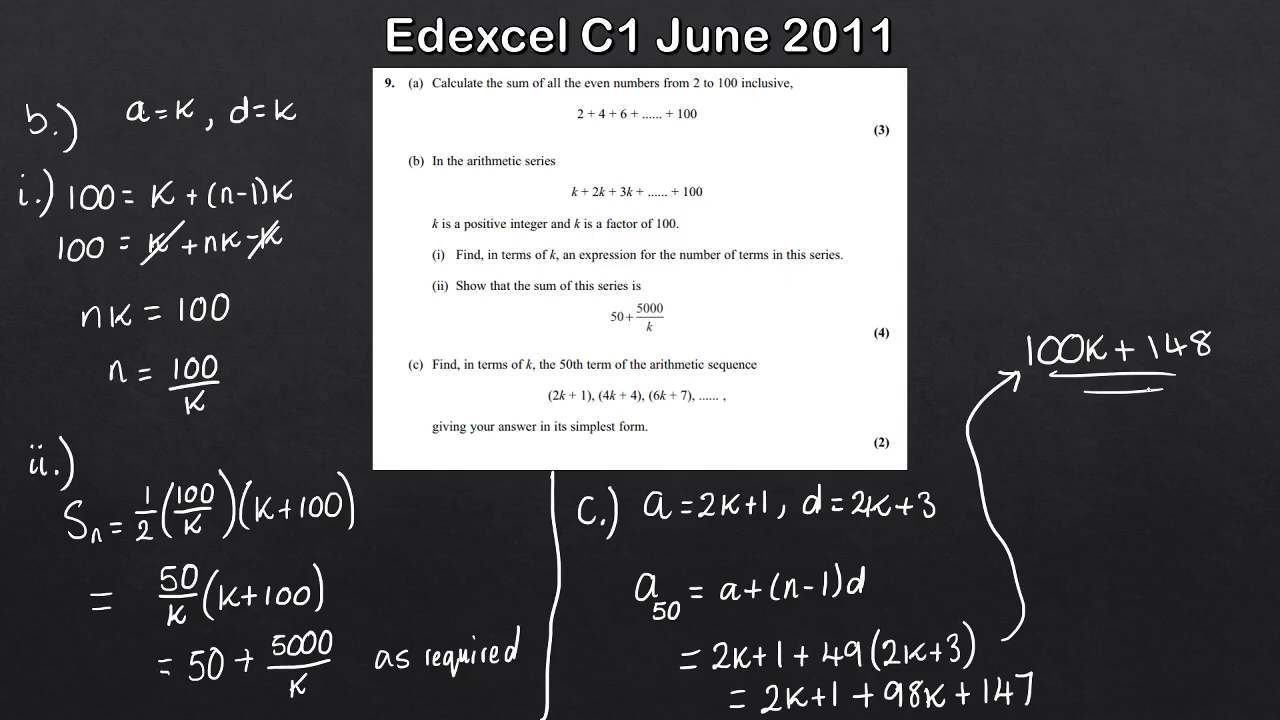 Edexcel C1 June 2011
9. (a) Calculate the sum of all the even numbers from 2 to 100 inclusive,
2 + 4 + 6 + ...... + 100
(3)
(b) In the arithmetic series
k + 2k + 3k + ...... + 100
k is a positive integer and k is a factor of 100.
(i) Find, in terms of k, an expression for the number of terms in this series.
(ii) Show that the sum of this series is
50 + 5000/k
(4)
(c) Find, in terms of k, the 50th term of the arithmetic sequence
(2k + 1), (4k + 4), (6k + 7), ...... ,
giving your answer in its simplest form.
(2)
b.) a = k , d = k
i.) 100 = k + (n-1)k
100 = k + nk - k
nk = 100
n = 100/k
ii.)
Sn = 1/2 (100/k)(k+100)
= 50/k (k+100)
= 50 + 5000/k as required
c.) a = 2k+1 , d = 2k+3
a50 = a + (n-1)d
= 2k+1 + 49(2k+3)
= 2k+1 + 98k + 147
100k + 148